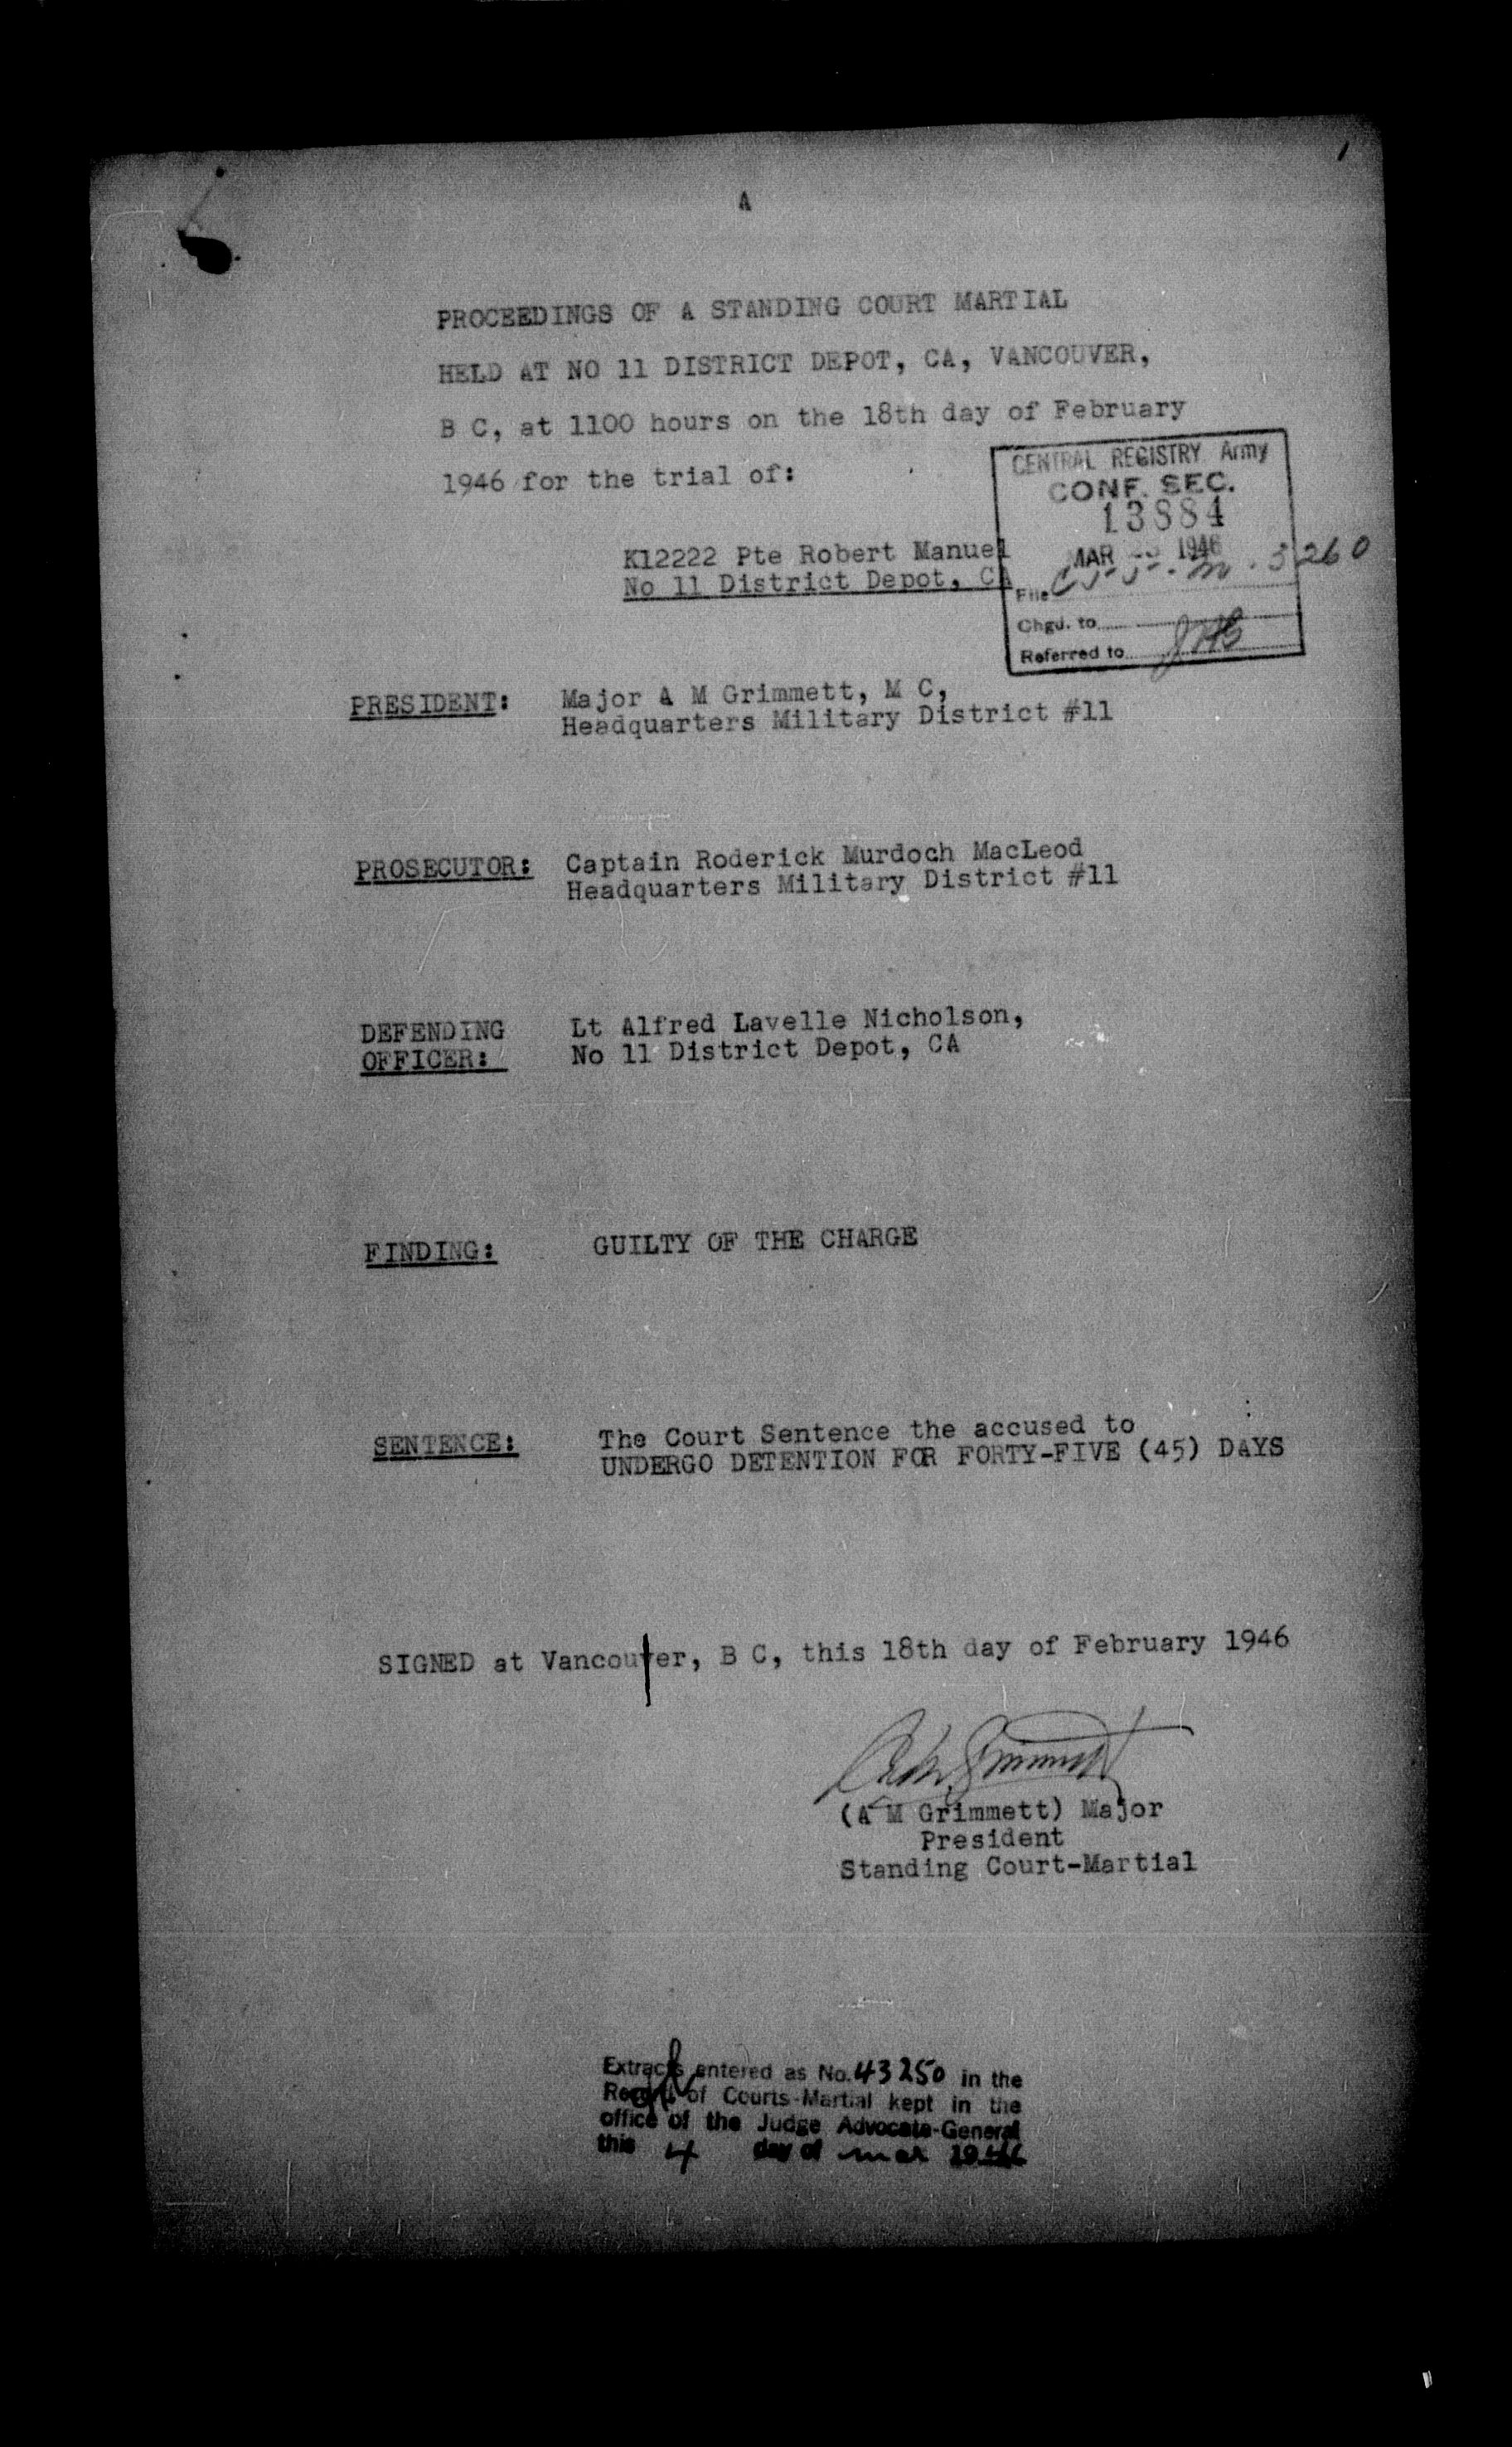 A
PROCEEDINGS OF A STANDING COURT MARTIAL
HELD AT NO 11 DISTRICT DEPOT, CA, VANCOUVER,
B C, at 1100 hours on the 18th day of February
1946 for the trial of:
CENTRAL REGISTRY Army
CONF. SEC.
13884
MAR 1946
File
Chgd. to
Referred to
K12222 Pte Robert Manuel
No 11 District Depot, CA
PRESIDENT: Major A M Grimmett, M C,
Headquarters Military District #11
PROSECUTOR: Captain Roderick Murdoch MacLeod
Headquarters Military District #11
DEFENDING Lt Alfred Lavelle Nicholson,
OFFICER: No 11 District Depot, CA
FINDING: GUILTY OF THE CHARGE
SENTENCE: The Court Sentence the accused to
UNDERGO DETENTION FOR FORTY-FIVE (45) DAYS
SIGNED at Vancouver, B C, this 18th day of February 1946
(A M Grimmett) Major
President
Standing Court-Martial
Extracts entered as No. 43250 in the
of Courts-Martial kept in the
office of the Judge Advocate-General
this 4 day of Mar 1946